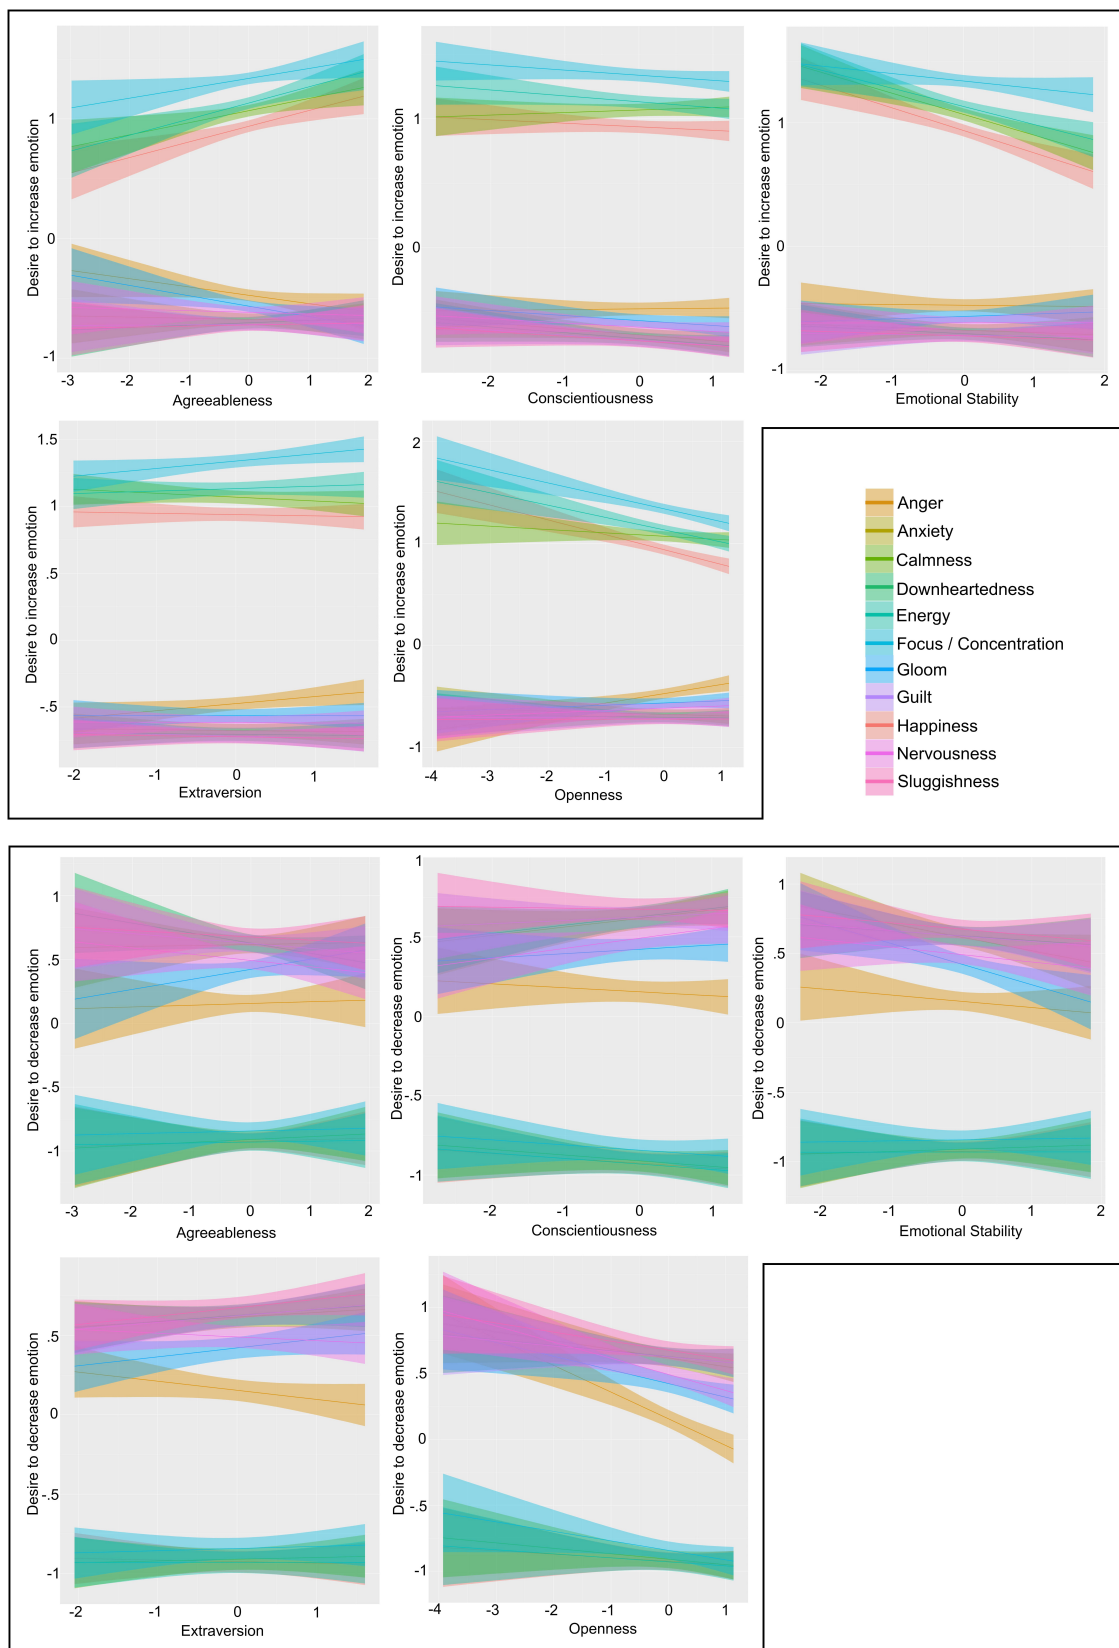 Desire to increase emotion
1
0
-1
-3
-2
-1
0
1
2
Agreeableness
Desire to increase emotion
1
0
-2
-1
0
1
Conscientiousness
Desire to increase emotion
1
0
-1
-2
-1
0
1
2
Emotional Stability
Desire to increase emotion
1.5
1
.5
0
-.5
-2
-1
0
1
Extraversion
Desire to increase emotion
2
1
0
-1
-4
-3
-2
-1
0
1
Openness
Anger
Anxiety
Calmness
Downheartedness
Energy
Focus / Concentration
Gloom
Guilt
Happiness
Nervousness
Sluggishness
Desire to decrease emotion
1
.5
0
-.5
-1
-3
-2
-1
0
1
2
Agreeableness
Desire to decrease emotion
1
.5
0
-.5
-1
-2
-1
0
1
Conscientiousness
Desire to decrease emotion
1
.5
0
-.5
-1
-2
-1
0
1
2
Emotional Stability
Desire to decrease emotion
.5
0
-.5
-1
-2
-1
0
1
Extraversion
Desire to decrease emotion
1
.5
0
-.5
-1
-4
-3
-2
-1
0
1
Openness